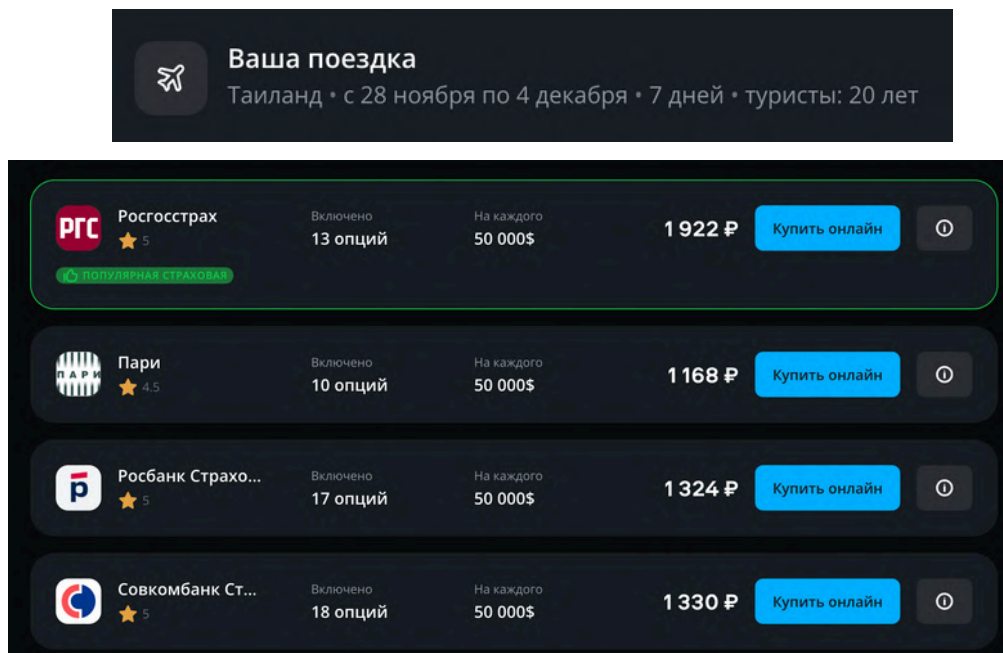 Ваша поездка
Таиланд • с 28 ноября по 4 декабря • 7 дней • туристы: 20 лет
РГС Росгосстрах Включено На каждого 1 922 ₽ Купить онлайн
5 13 опций 50 000$
ПОПУЛЯРНАЯ СТРАХОВАЯ
ПАРИ Пари Включено На каждого 1 168 ₽ Купить онлайн
4.5 10 опций 50 000$
Росбанк Страхо... Включено На каждого 1 324 ₽ Купить онлайн
5 17 опций 50 000$
Совкомбанк Ст... Включено На каждого 1 330 ₽ Купить онлайн
5 18 опций 50 000$